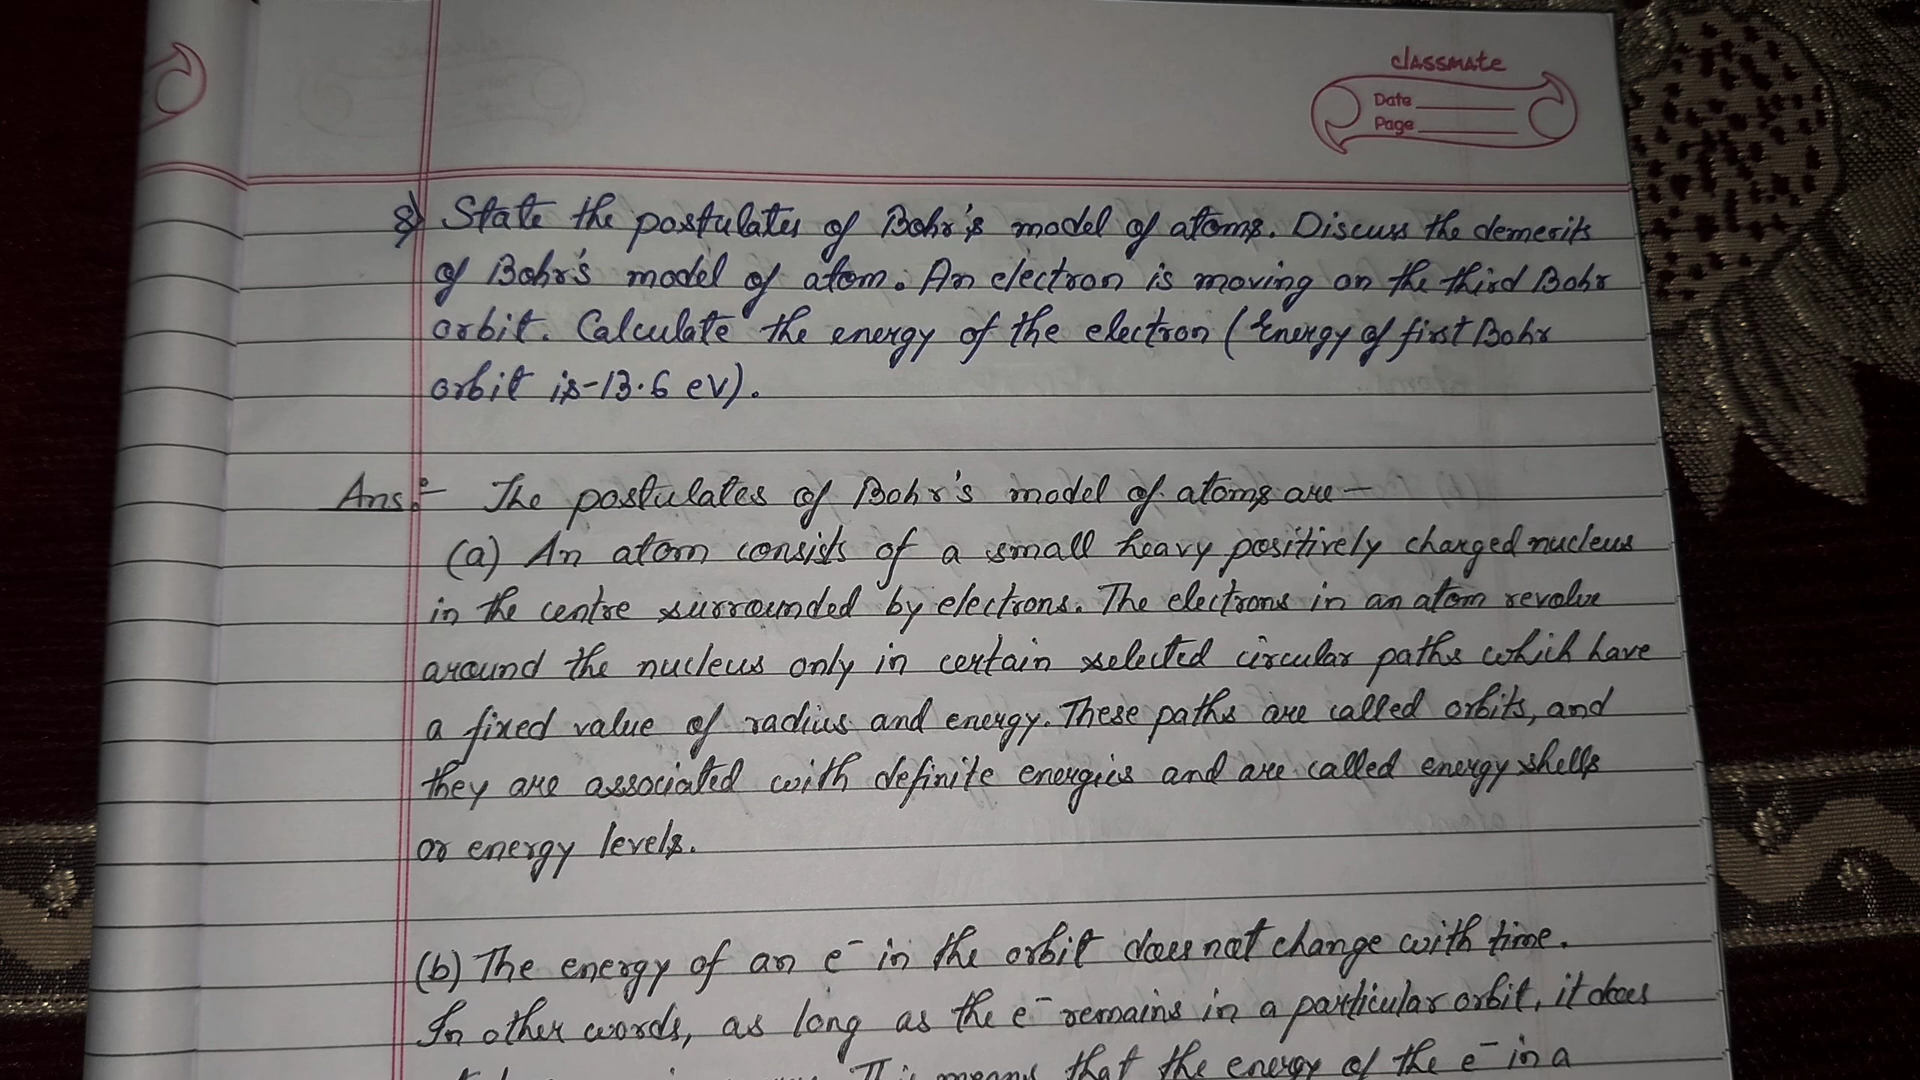 classmate
Date
Page
8) State the postulates of Bohr's model of atoms. Discuss the demerits
of Bohr's model of atom. An electron is moving on the third Bohr
orbit. Calculate the energy of the electron (Energy of first Bohr
orbit is -13.6 eV).
Ans:- The postulates of Bohr's model of atoms are —
(a) An atom consists of a small heavy positively charged nucleus
in the centre surrounded by electrons. The electrons in an atom revolve
around the nucleus only in certain selected circular paths which have
a fixed value of radius and energy. These paths are called orbits, and
they are associated with definite energies and are called energy shells
or energy levels.
(b) The energy of an e⁻ in the orbit does not change with time.
In other words, as long as the e⁻ remains in a particular orbit, it does
means that the energy of the e⁻ in a